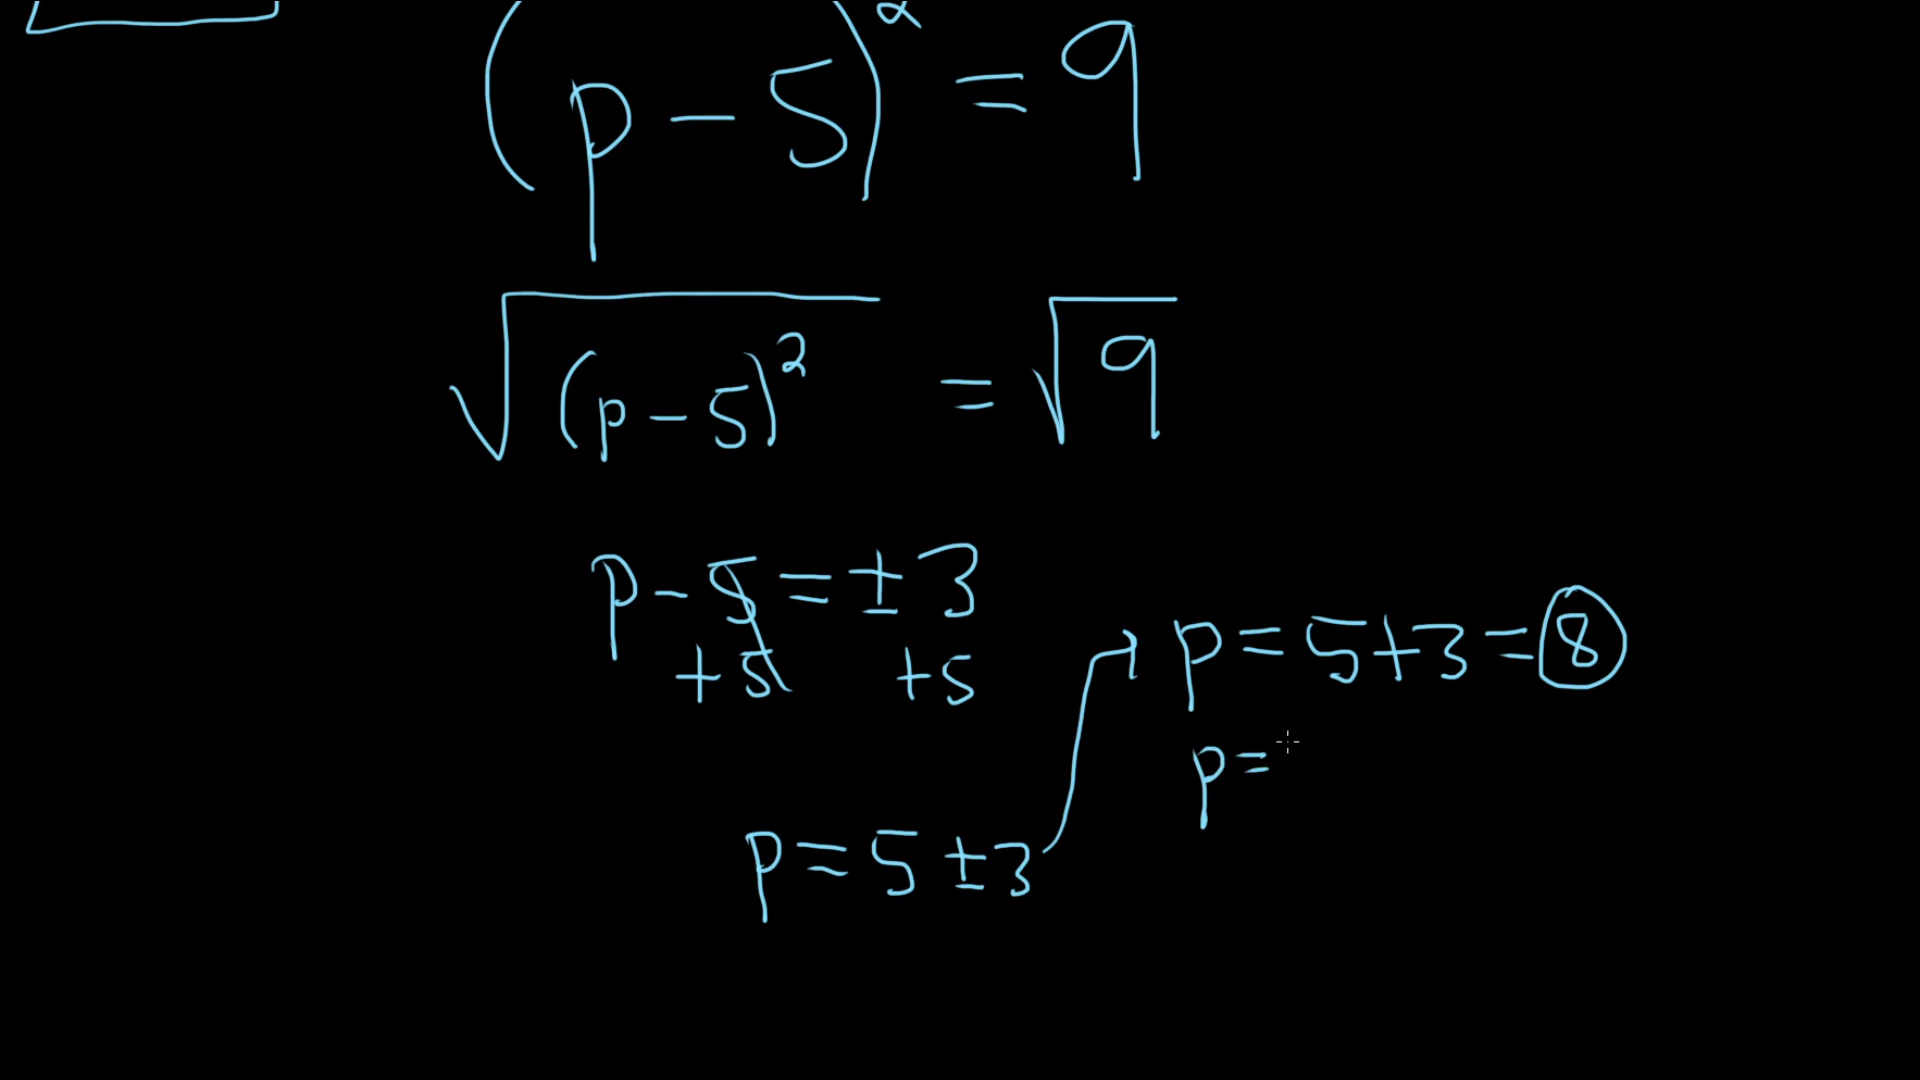 (p - 5)² = 9
√(p - 5)² = √9
p - 5 = ± 3
+5 +5
p = 5 + 3 = 8
p =
p = 5 ± 3